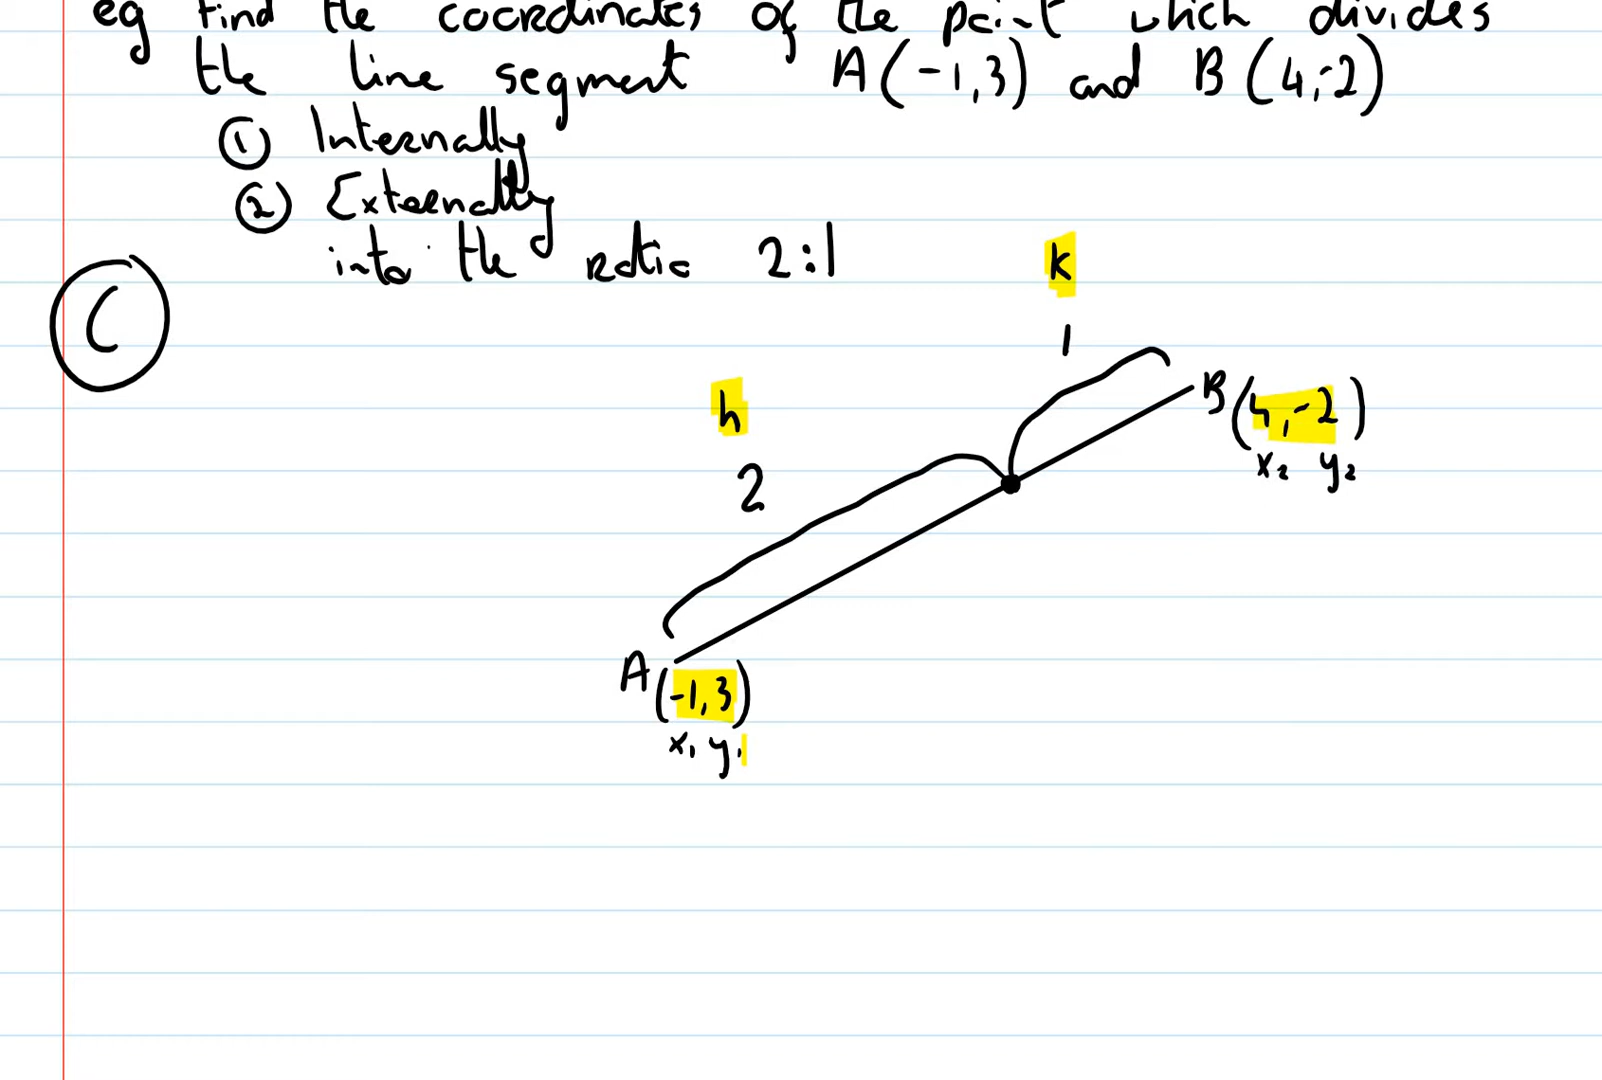 eg Find the coordinates of the point which divides
the line segment A(-1,3) and B(4,-2)
① Internally
② Externally
into the ratio 2:1
k
C
1
h
B(4,-2)
x₂ y₂
2
A(-1,3)
x₁ y₁